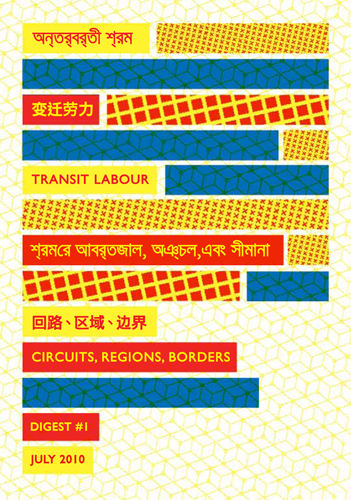 অন্তর্বর্তী শ্রম
变迁劳力
TRANSIT LABOUR
শ্রমের আবর্তজাল, অঞ্চল,এবং সীমানা
回路、区域、边界
CIRCUITS, REGIONS, BORDERS
DIGEST #1
JULY 2010